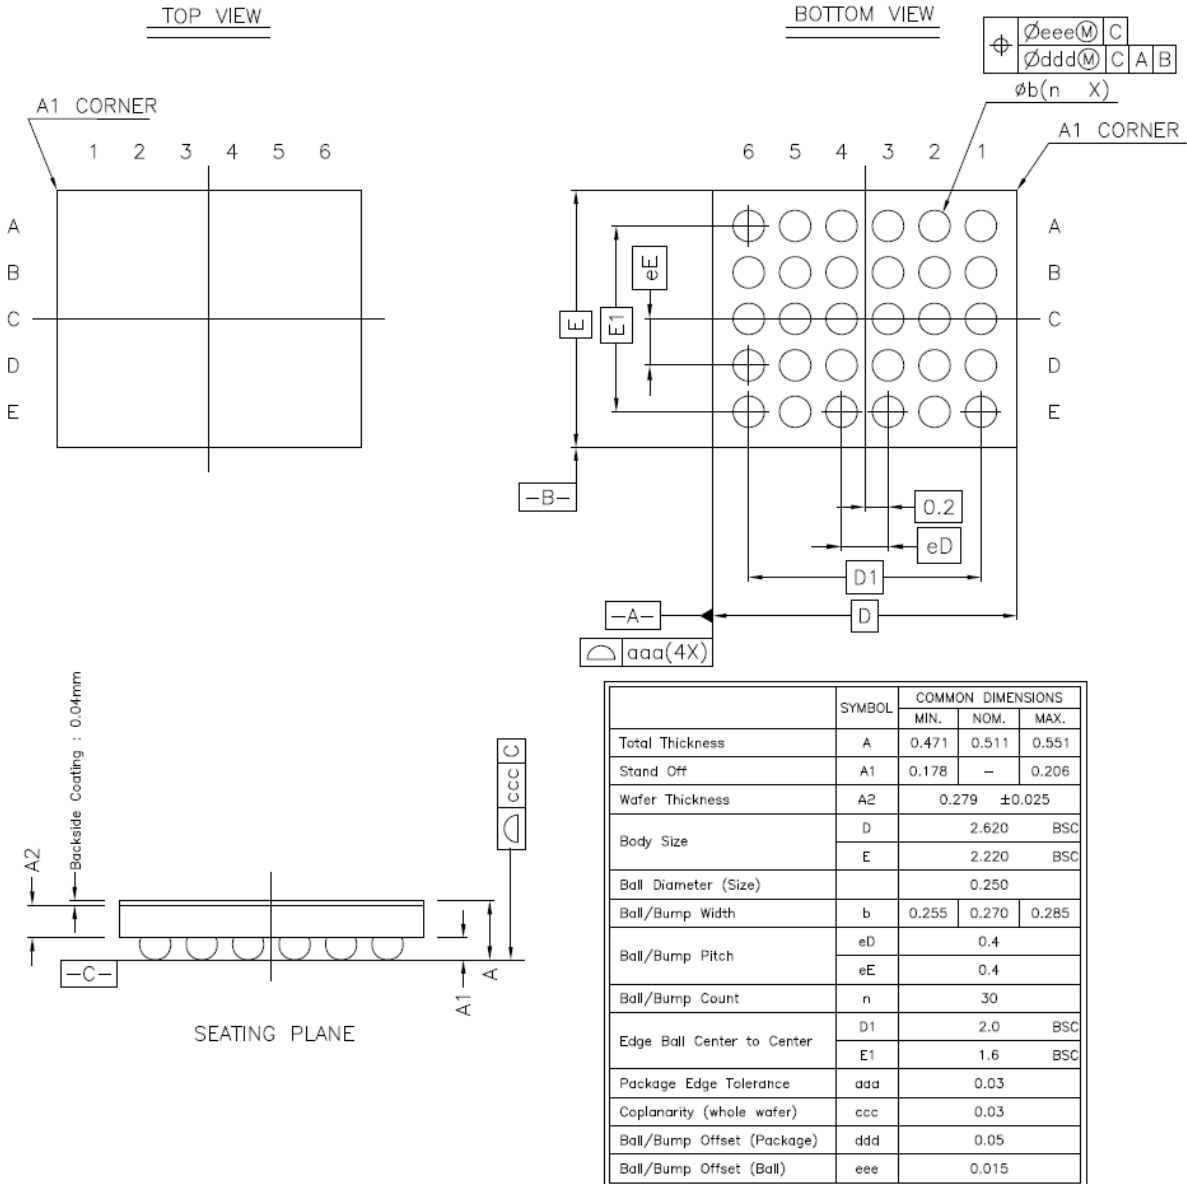 TOP VIEW
BOTTOM VIEW
⌀eeeⓂ C
⌀dddⓂ C A B
⌀b(n X)
A1 CORNER
A1 CORNER
1 2 3 4 5 6
6 5 4 3 2 1
A
B
C
D
E
A
B
C
D
E
eE
E1
E
−B−
0.2
eD
D1
D
−A−
aaa(4X)
Backside Coating : 0.04mm
A2
ccc C
−C−
A1
A
SEATING PLANE
SYMBOL COMMON DIMENSIONS
MIN. NOM. MAX.
Total Thickness A 0.471 0.511 0.551
Stand Off A1 0.178 − 0.206
Wafer Thickness A2 0.279 ±0.025
Body Size D 2.620 BSC
E 2.220 BSC
Ball Diameter (Size) 0.250
Ball/Bump Width b 0.255 0.270 0.285
Ball/Bump Pitch eD 0.4
eE 0.4
Ball/Bump Count n 30
Edge Ball Center to Center D1 2.0 BSC
E1 1.6 BSC
Package Edge Tolerance aaa 0.03
Coplanarity (whole wafer) ccc 0.03
Ball/Bump Offset (Package) ddd 0.05
Ball/Bump Offset (Ball) eee 0.015